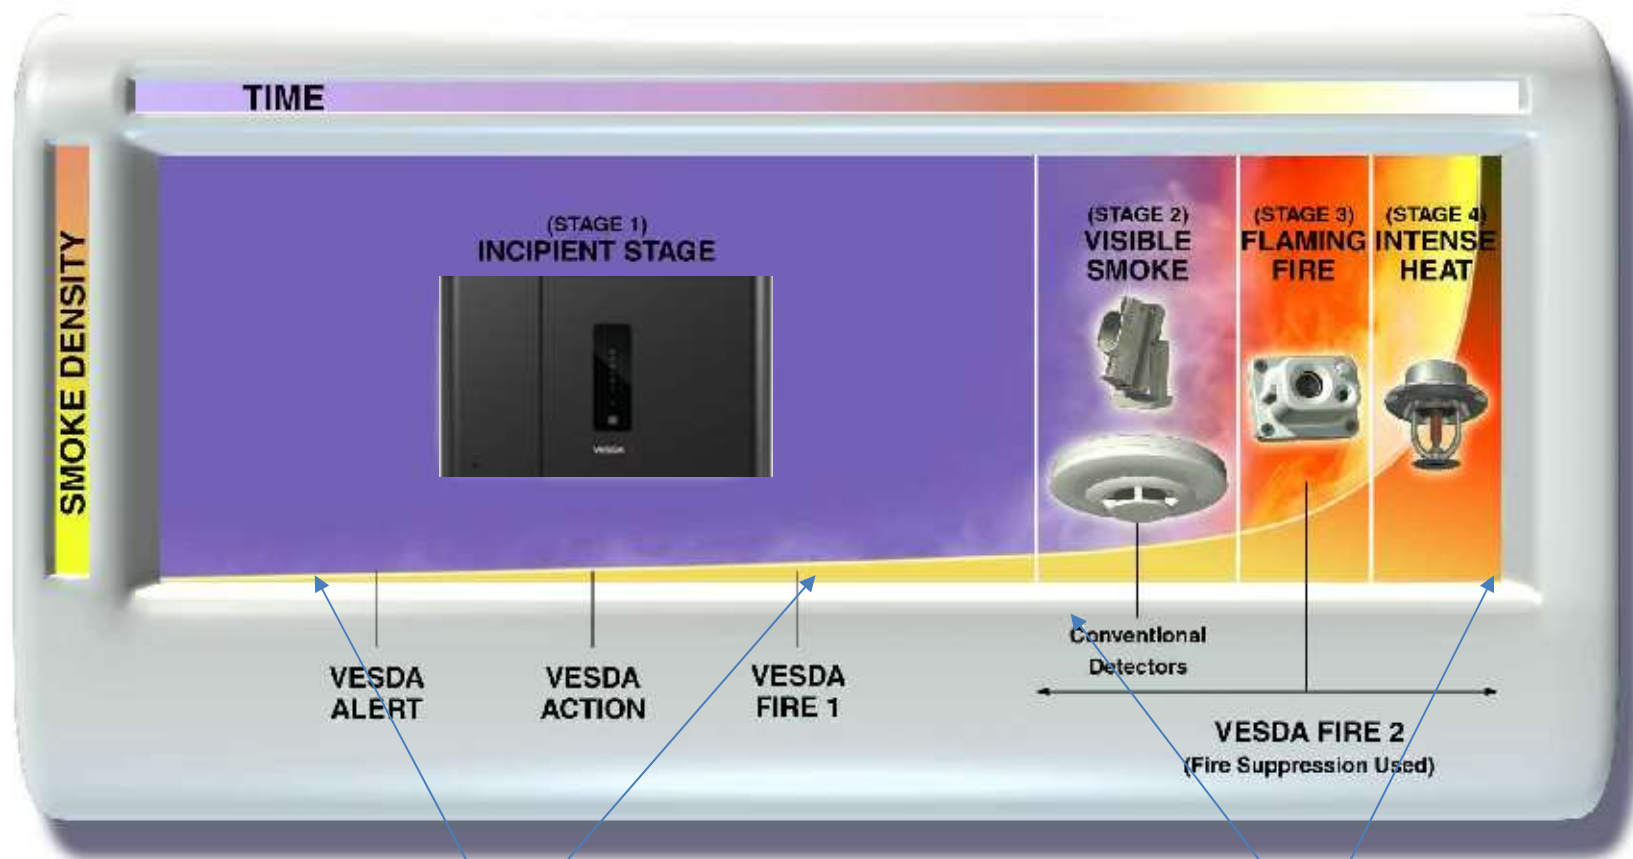 TIME
SMOKE DENSITY
(STAGE 1)
INCIPIENT STAGE
VESDA
(STAGE 2)
VISIBLE
SMOKE
(STAGE 3)
FLAMING
FIRE
(STAGE 4)
INTENSE
HEAT
VESDA
ALERT
VESDA
ACTION
VESDA
FIRE 1
Conventional
Detectors
VESDA FIRE 2
(Fire Suppression Used)